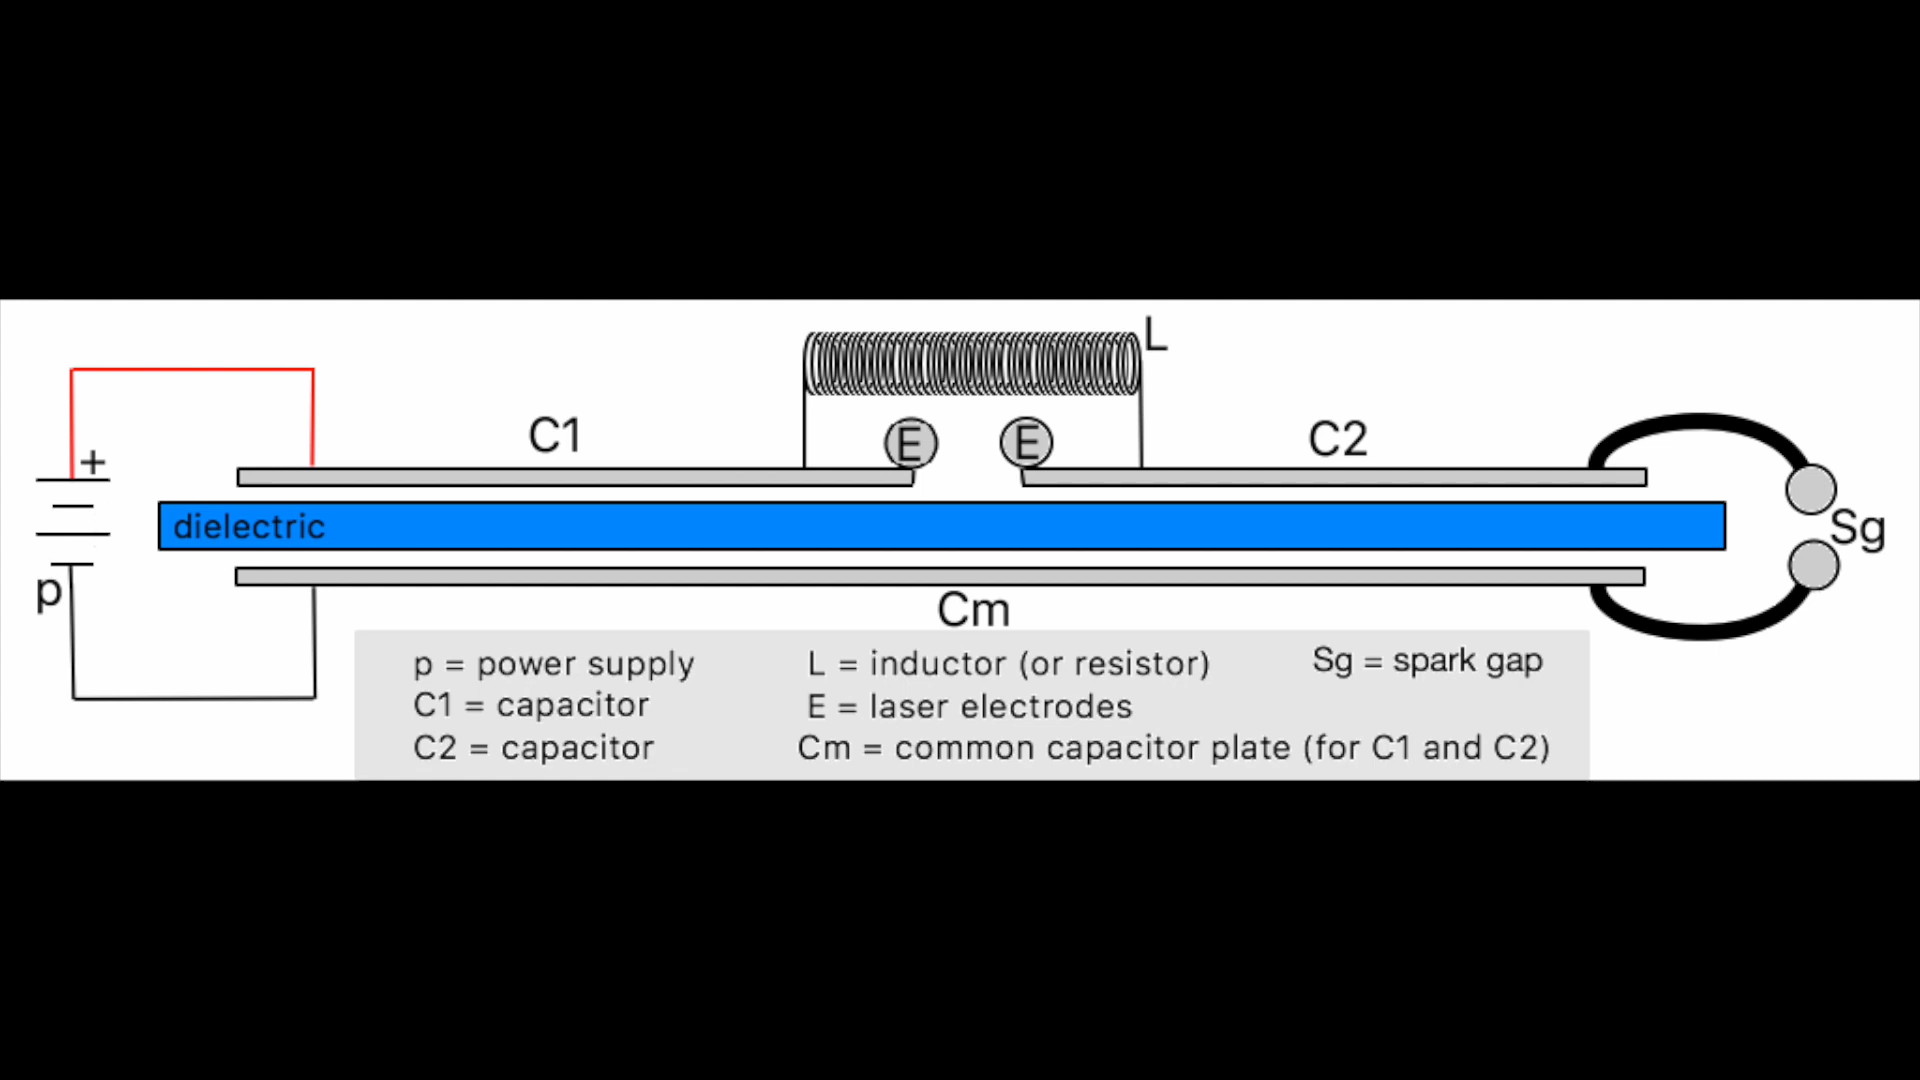 L
C1
E
E
C2
+
dielectric
Sg
p
Cm
p = power supply
L = inductor (or resistor)
Sg = spark gap
C1 = capacitor
E = laser electrodes
C2 = capacitor
Cm = common capacitor plate (for C1 and C2)